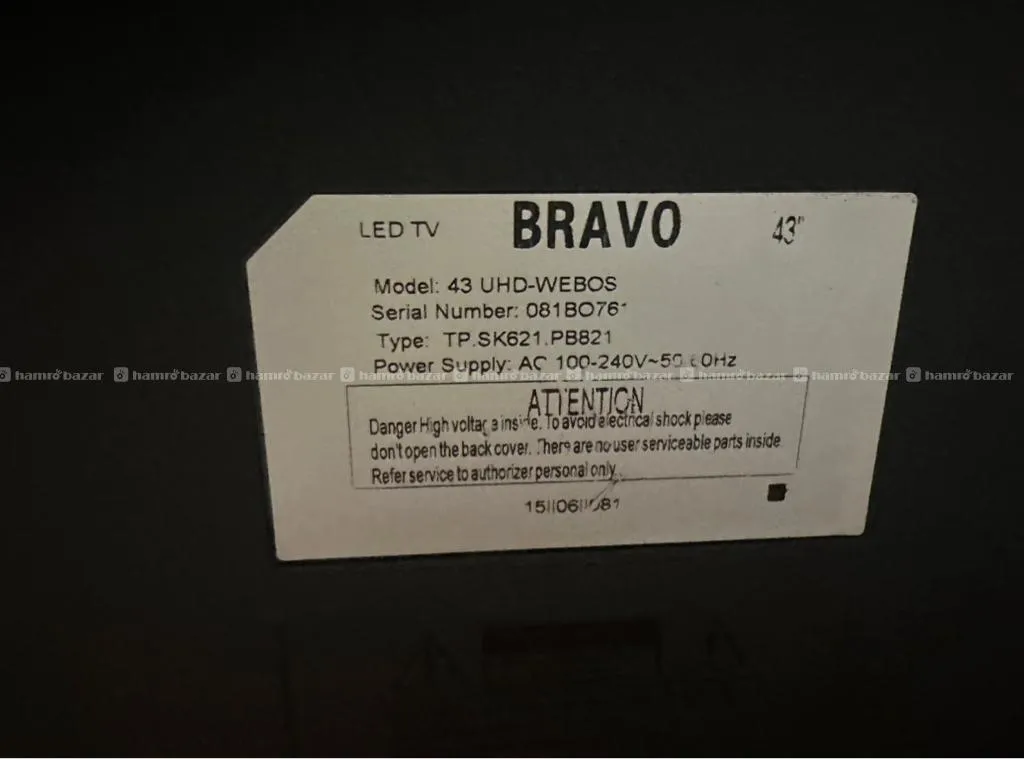 LED TV BRAVO 43"
Model: 43 UHD-WEBOS
Serial Number: 081BO761
Type: TP.SK621.PB821
Power Supply: AC 100-240V~50/60Hz
hamrobazar hamrobazar hamrobazar hamrobazar hamrobazar hamrobazar hamrobazar hamrobazar hamrobazar
ATTENTION
Danger High voltage inside. To avoid electrical shock please
don't open the back cover. There are no user serviceable parts inside
Refer service to authorizer personal only.